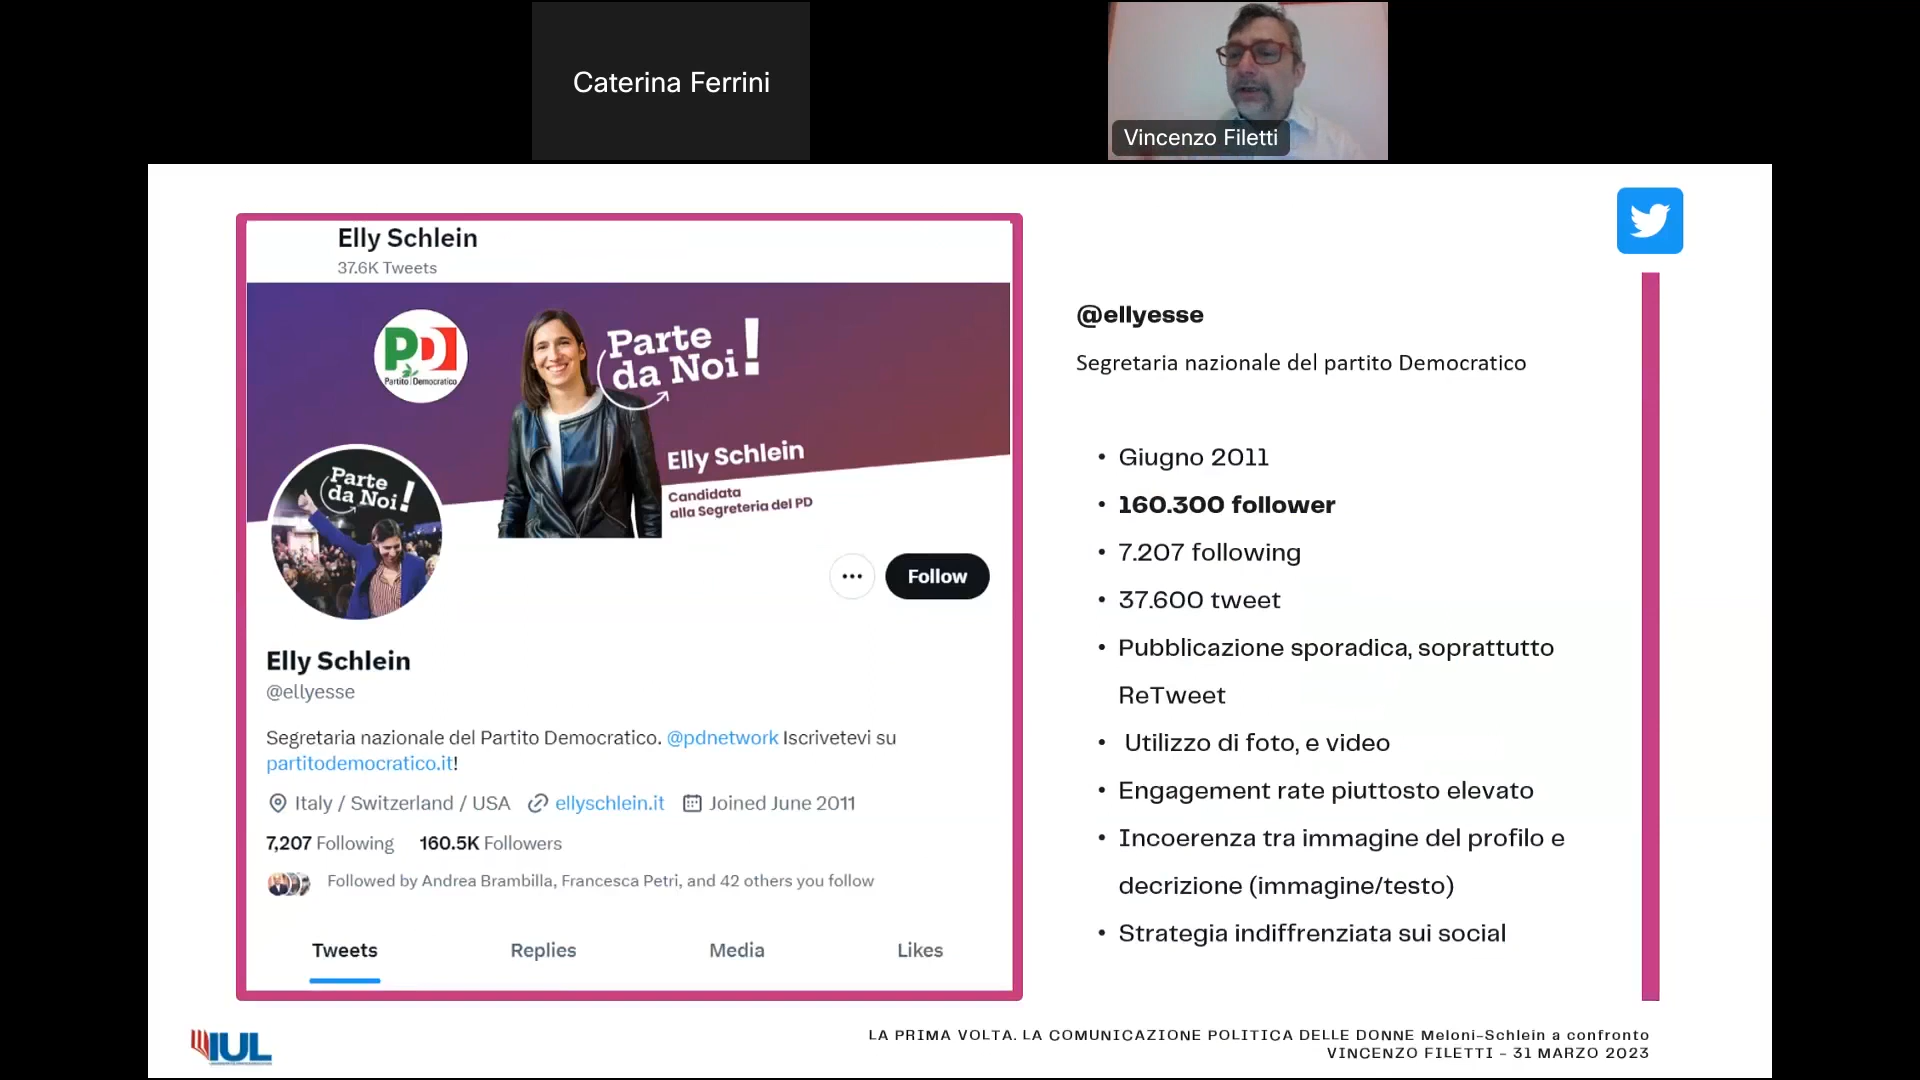 Caterina Ferrini
Vincenzo Filetti
Elly Schlein
37.6K Tweets
PD
Partito Democratico
Parte
da Noi!
Elly Schlein
Candidata
alla Segreteria del PD
Parte
da Noi!
Follow
Elly Schlein
@ellyesse
Segretaria nazionale del Partito Democratico. @pdnetwork Iscrivetevi su
partitodemocratico.it!
Italy / Switzerland / USA ellyschlein.it Joined June 2011
7,207 Following 160.5K Followers
Followed by Andrea Brambilla, Francesca Petri, and 42 others you follow
Tweets Replies Media Likes
@ellyesse
Segretaria nazionale del partito Democratico
• Giugno 2011
• 160.300 follower
• 7.207 following
• 37.600 tweet
• Pubblicazione sporadica, soprattutto
ReTweet
• Utilizzo di foto, e video
• Engagement rate piuttosto elevato
• Incoerenza tra immagine del profilo e
decrizione (immagine/testo)
• Strategia indiffrenziata sui social
IUL
LA PRIMA VOLTA. LA COMUNICAZIONE POLITICA DELLE DONNE Meloni-Schlein a confronto
VINCENZO FILETTI - 31 MARZO 2023